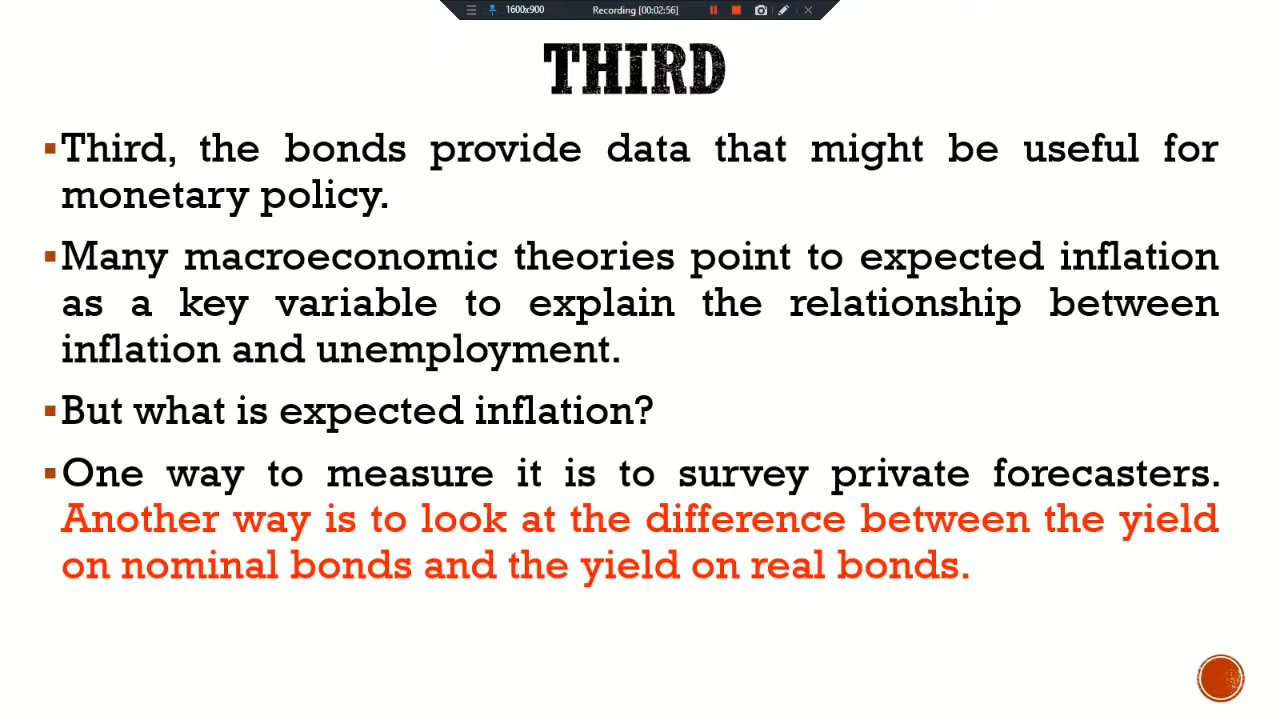 1600x900 Recording [00:02:56]
THIRD
▪Third, the bonds provide data that might be useful for
monetary policy.
▪Many macroeconomic theories point to expected inflation
as a key variable to explain the relationship between
inflation and unemployment.
▪But what is expected inflation?
▪One way to measure it is to survey private forecasters.
Another way is to look at the difference between the yield
on nominal bonds and the yield on real bonds.